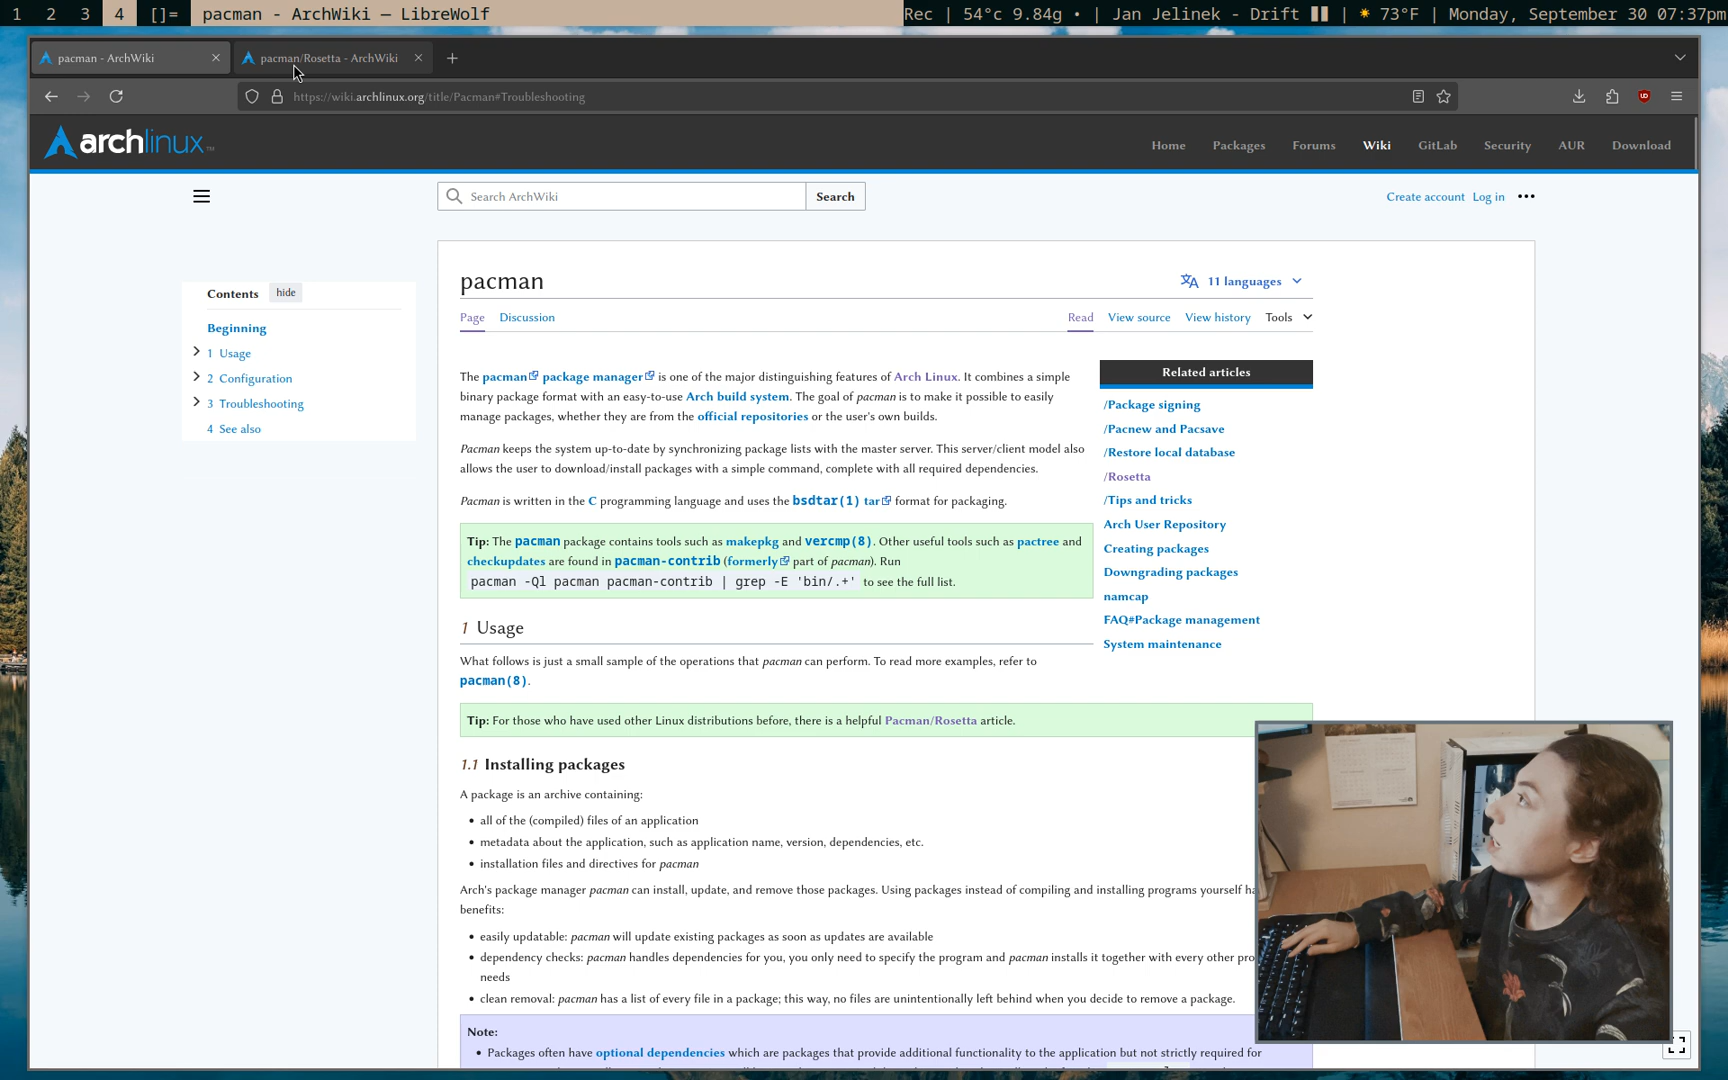 1 2 3 4 []= pacman - ArchWiki — LibreWolf Rec | 54°c 9.84g • | Jan Jelinek - Drift | 73°F | Monday, September 30 07:37pm
pacman - ArchWiki pacman/Rosetta - ArchWiki
https://wiki.archlinux.org/title/Pacman#Troubleshooting
archlinux™ Home Packages Forums Wiki GitLab Security AUR Download
Search ArchWiki Search Create account Log in
Contents hide
Beginning
1 Usage
2 Configuration
3 Troubleshooting
4 See also
pacman 11 languages
Page Discussion Read View source View history Tools
The pacman package manager is one of the major distinguishing features of Arch Linux. It combines a simple
binary package format with an easy-to-use Arch build system. The goal of pacman is to make it possible to easily
manage packages, whether they are from the official repositories or the user's own builds.
Pacman keeps the system up-to-date by synchronizing package lists with the master server. This server/client model also
allows the user to download/install packages with a simple command, complete with all required dependencies.
Pacman is written in the C programming language and uses the bsdtar(1) tar format for packaging.
Tip: The pacman package contains tools such as makepkg and vercmp(8). Other useful tools such as pactree and
checkupdates are found in pacman-contrib (formerly part of pacman). Run
pacman -Ql pacman pacman-contrib | grep -E 'bin/.+' to see the full list.
Related articles
/Package signing
/Pacnew and Pacsave
/Restore local database
/Rosetta
/Tips and tricks
Arch User Repository
Creating packages
Downgrading packages
namcap
FAQ#Package management
System maintenance
1 Usage
What follows is just a small sample of the operations that pacman can perform. To read more examples, refer to
pacman(8).
Tip: For those who have used other Linux distributions before, there is a helpful Pacman/Rosetta article.
1.1 Installing packages
A package is an archive containing:
• all of the (compiled) files of an application
• metadata about the application, such as application name, version, dependencies, etc.
• installation files and directives for pacman
Arch's package manager pacman can install, update, and remove those packages. Using packages instead of compiling and installing programs yourself ha
benefits:
• easily updatable: pacman will update existing packages as soon as updates are available
• dependency checks: pacman handles dependencies for you, you only need to specify the program and pacman installs it together with every other pro
needs
• clean removal: pacman has a list of every file in a package; this way, no files are unintentionally left behind when you decide to remove a package.
Note:
• Packages often have optional dependencies which are packages that provide additional functionality to the application but not strictly required for